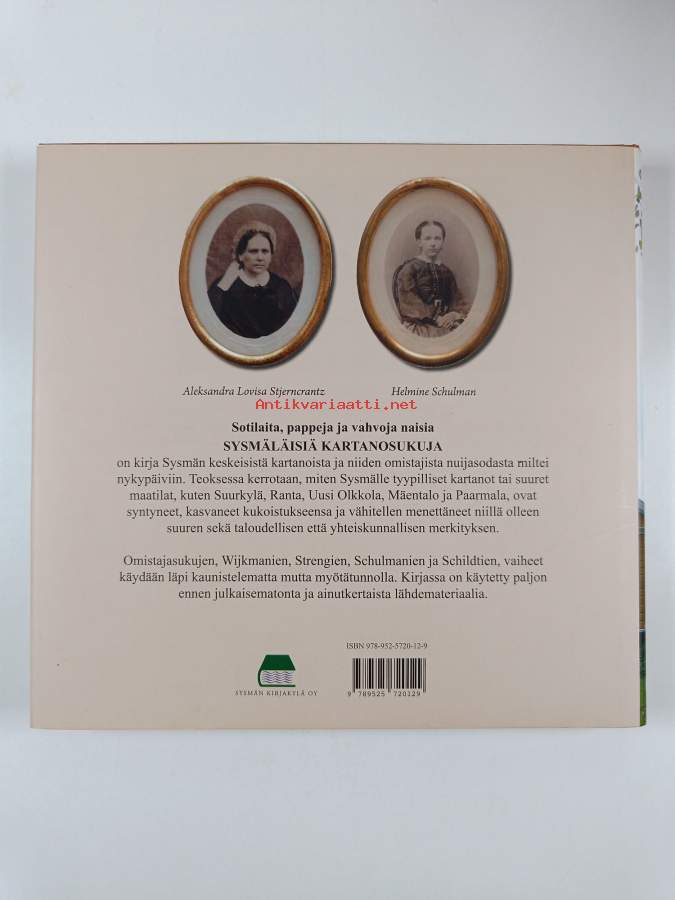 Aleksandra Lovisa Stjerncrantz
Helmine Schulman
Antikvariaatti.net
Sotilaita, pappeja ja vahvoja naisia
SYSMÄLÄISIÄ KARTANOSUKUJA
on kirja Sysmän keskeisistä kartanoista ja niiden omistajista nuijasodasta miltei
nykypäiviin. Teoksessa kerrotaan, miten Sysmälle tyypilliset kartanot tai suuret
maatilat, kuten Suurkylä, Ranta, Uusi Olkkola, Mäentalo ja Paarmala, ovat
syntyneet, kasvaneet kukoistukseensa ja vähitellen menettäneet niillä olleen
suuren sekä taloudellisen että yhteiskunnallisen merkityksen.
Omistajasukujen, Wijkmanien, Strengien, Schulmanien ja Schildtien, vaiheet
käydään läpi kaunistelematta mutta myötätunnolla. Kirjassa on käytetty paljon
ennen julkaisematonta ja ainutkertaista lähdemateriaalia.
ISBN 978-952-5720-12-9
SYSMÄN KIRJAKYLÄ OY
9 789525 720129